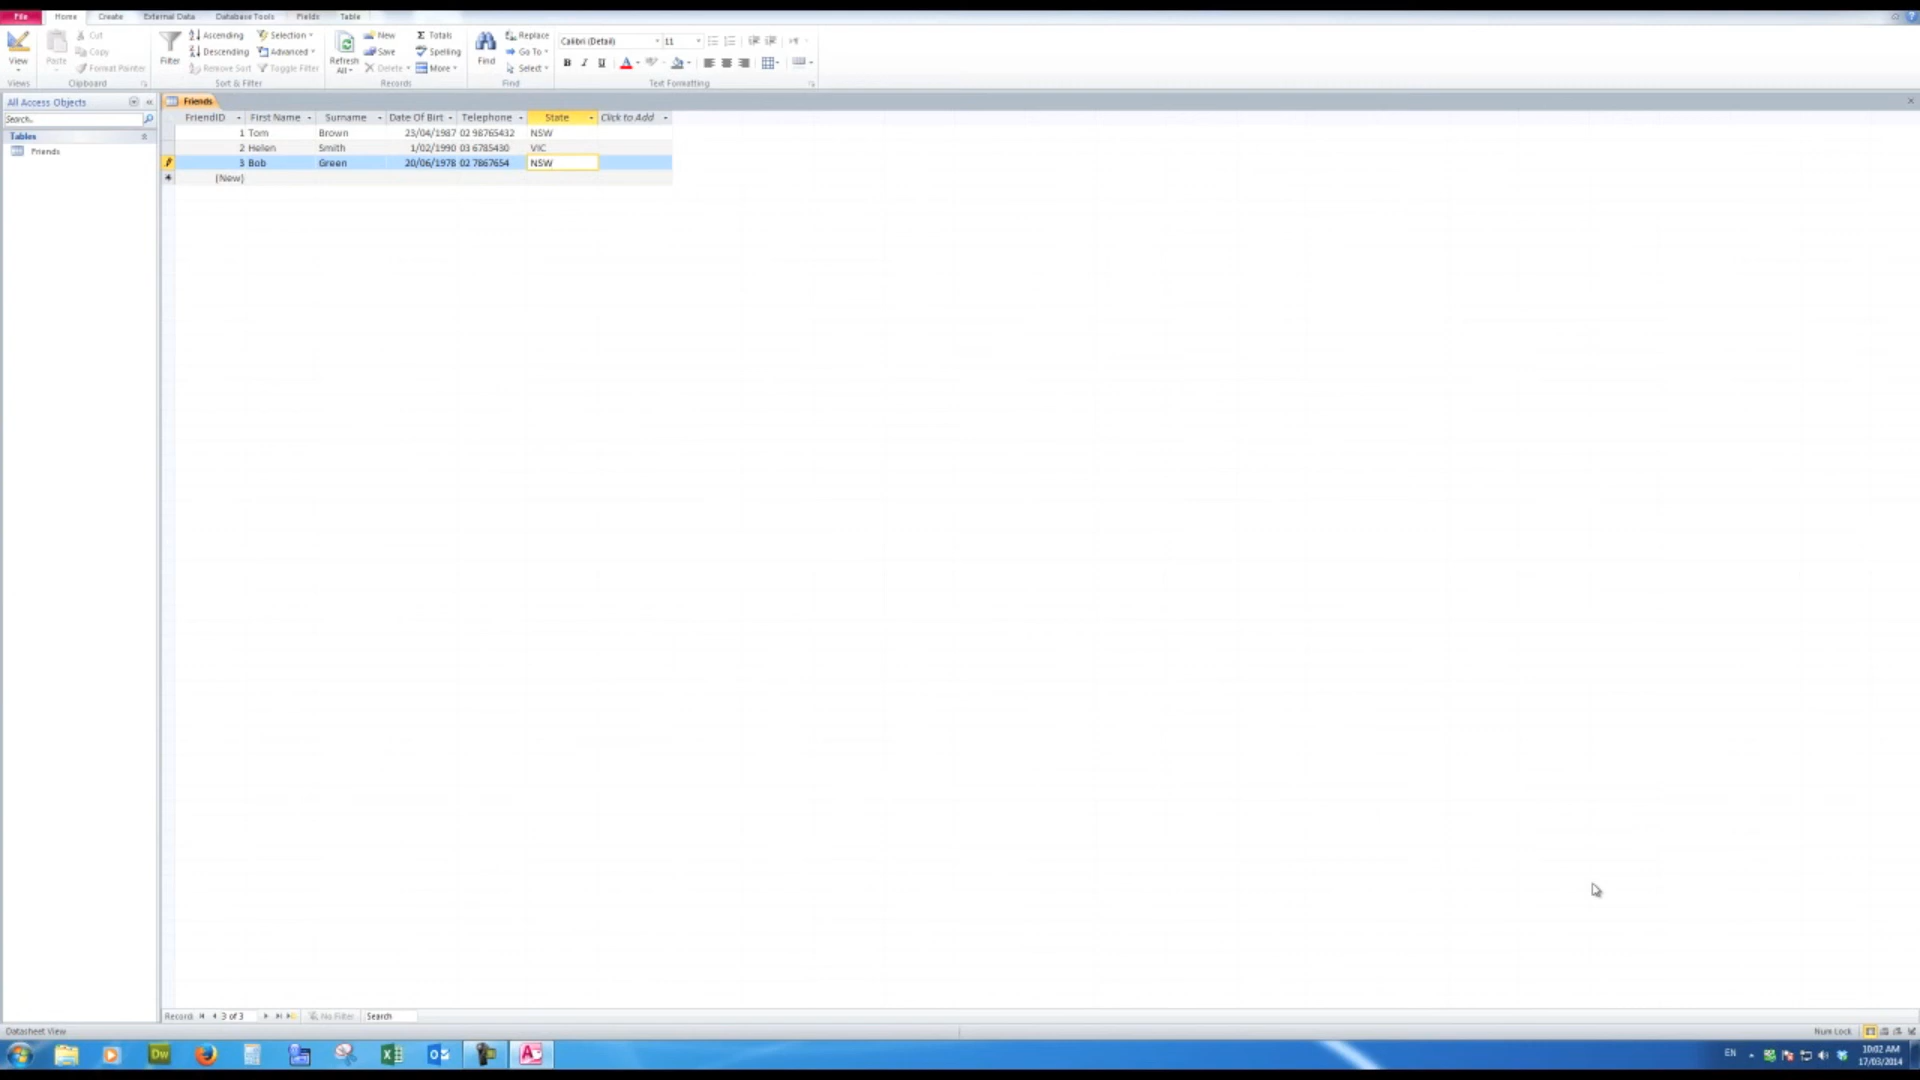 File Home Create External Data Database Tools Fields Table
Cut Ascending Selection New Totals Replace Calibri (Detail) 11
Copy Descending Advanced Save Spelling Go To
View Paste Format Painter Filter Remove Sort Toggle Filter Refresh All Delete More Find Select B I U A
Views Clipboard Sort & Filter Records Find Text Formatting
All Access Objects Friends
Search.. FriendID First Name Surname Date Of Birt Telephone State Click to Add
Tables 1 Tom Brown 23/04/1987 02 98765432 NSW
Friends 2 Helen Smith 1/02/1990 03 6785430 VIC
3 Bob Green 20/06/1978 02 7867654 NSW
(New)
Record: 3 of 3 No Filter Search
Datasheet View Num Lock
Dw EN 10:02 AM
17/03/2014